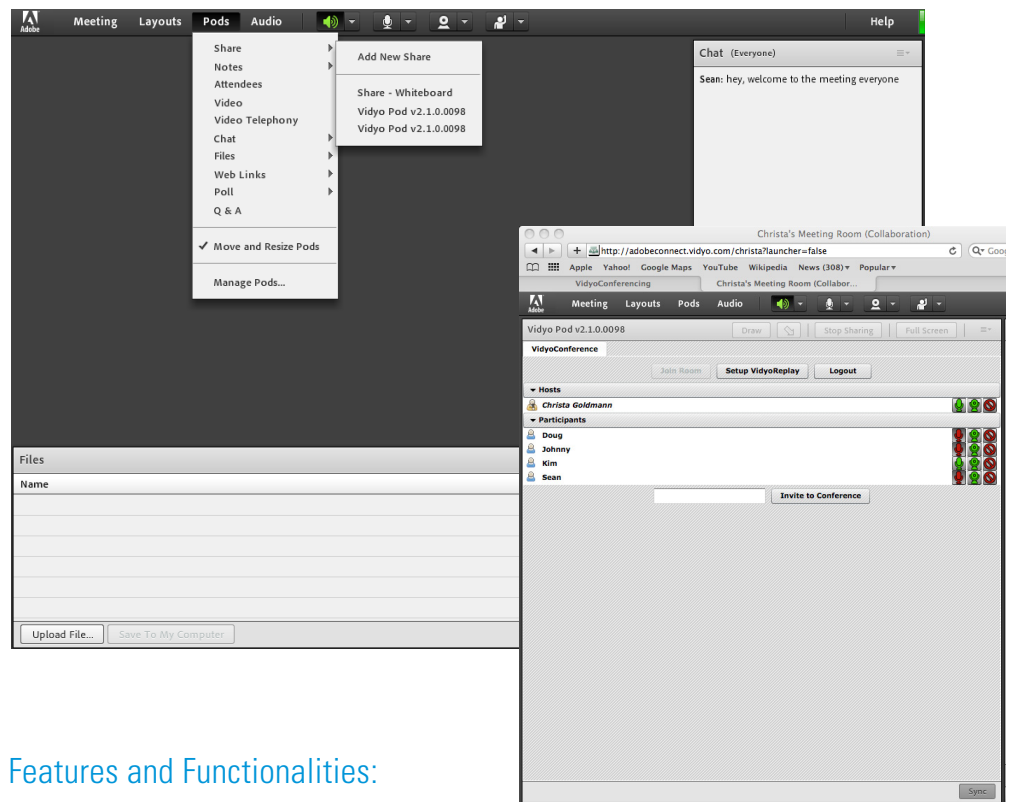 Adobe Meeting Layouts Pods Audio Help
Share
Notes
Attendees
Video
Video Telephony
Chat
Files
Web Links
Poll
Q & A
Move and Resize Pods
Manage Pods...
Add New Share
Share - Whiteboard
Vidyo Pod v2.1.0.0098
Vidyo Pod v2.1.0.0098
Chat (Everyone)
Sean: hey, welcome to the meeting everyone
Files
Name
Upload File... Save To My Computer
Christa's Meeting Room (Collaboration)
http://adobeconnect.vidyo.com/christa?launcher=false Goo
Apple Yahoo! Google Maps YouTube Wikipedia News (308) Popular
VidyoConferencing Christa's Meeting Room (Collabor...
Adobe Meeting Layouts Pods Audio
Vidyo Pod v2.1.0.0098 Draw Stop Sharing Full Screen
VidyoConference
Join Room Setup VidyoReplay Logout
Hosts
Christa Goldmann
Participants
Doug
Johnny
Kim
Sean
Invite to Conference
Sync
Features and Functionalities: